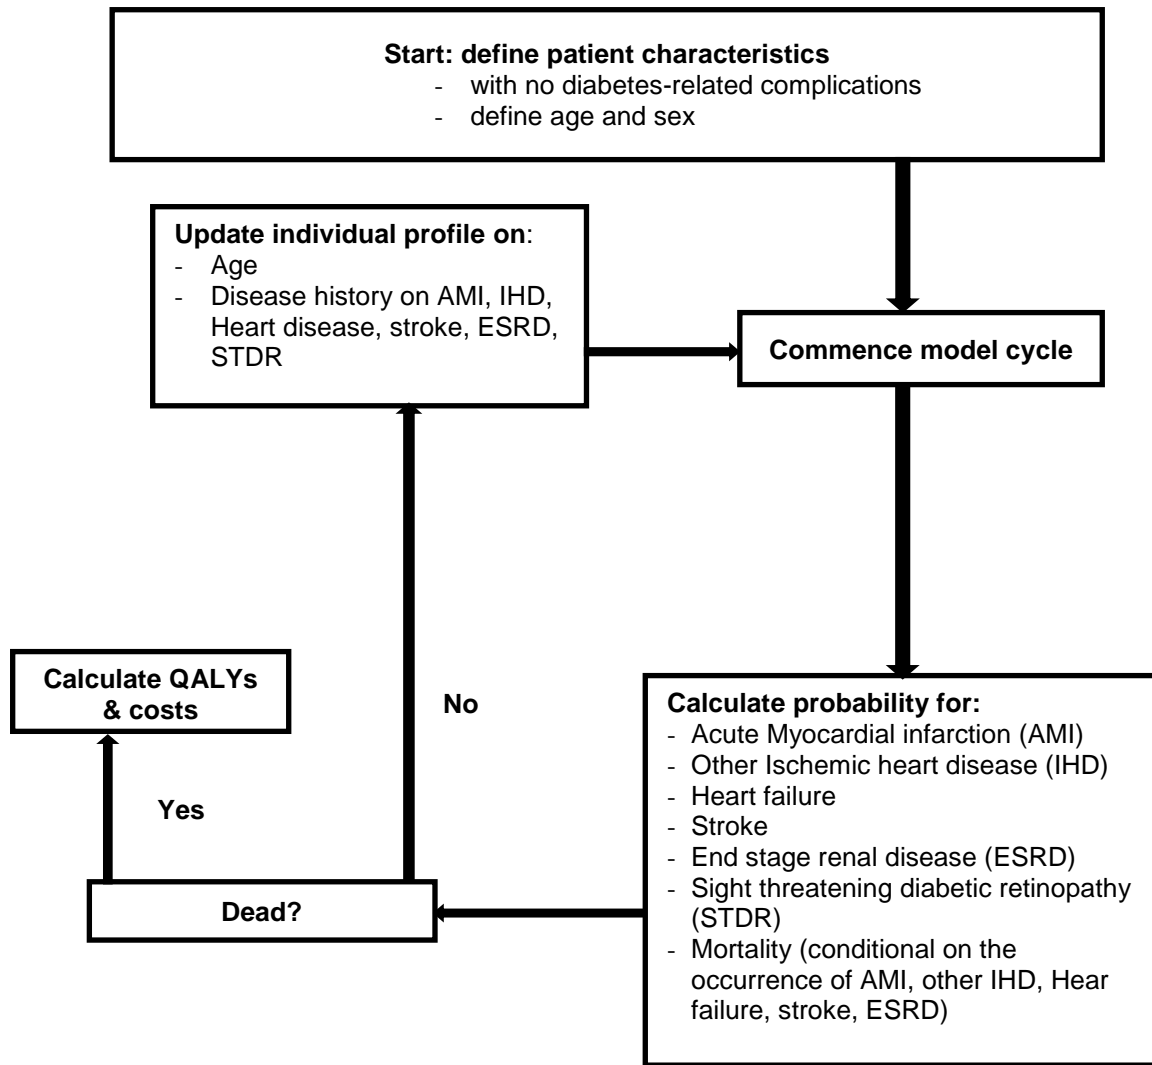 Start: define patient characteristics
- with no diabetes-related complications
- define age and sex
Update individual profile on:
- Age
- Disease history on AMI, IHD,
Heart disease, stroke, ESRD,
STDR
Commence model cycle
Calculate QALYs
& costs
No
Yes
Dead?
Calculate probability for:
- Acute Myocardial infarction (AMI)
- Other Ischemic heart disease (IHD)
- Heart failure
- Stroke
- End stage renal disease (ESRD)
- Sight threatening diabetic retinopathy
(STDR)
- Mortality (conditional on the
occurrence of AMI, other IHD, Hear
failure, stroke, ESRD)